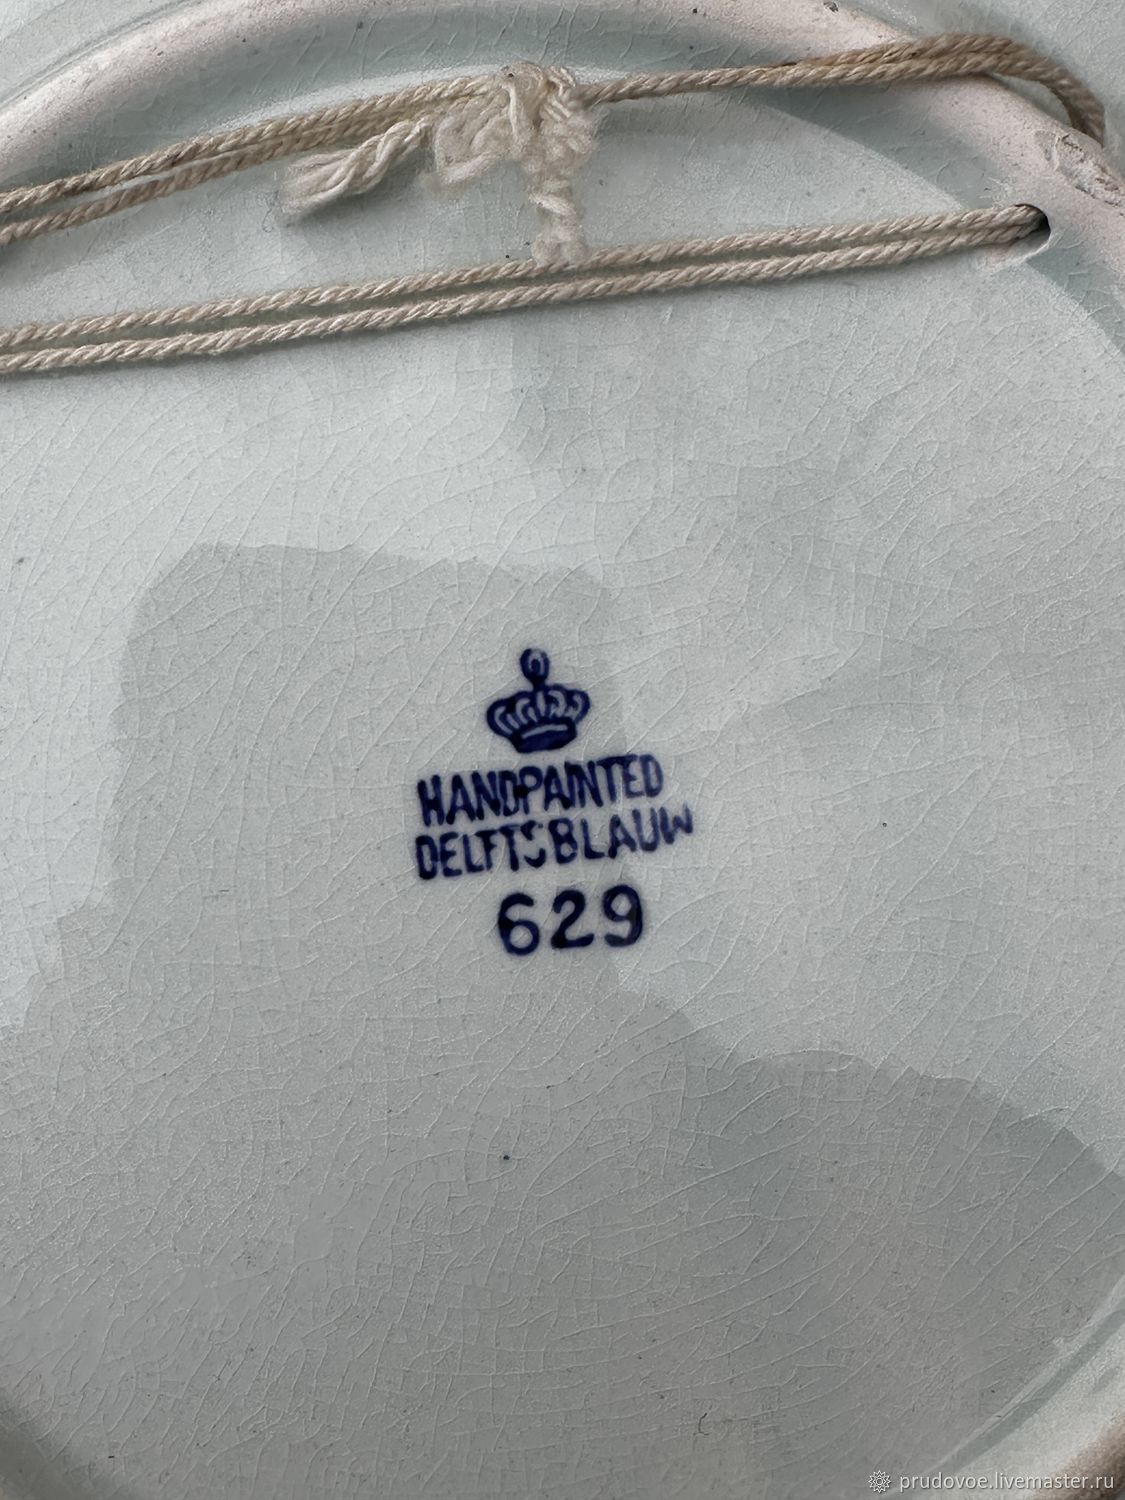 HANDPAINTED
DELFTSBLAUW
629
prudovoe.livemaster.ru